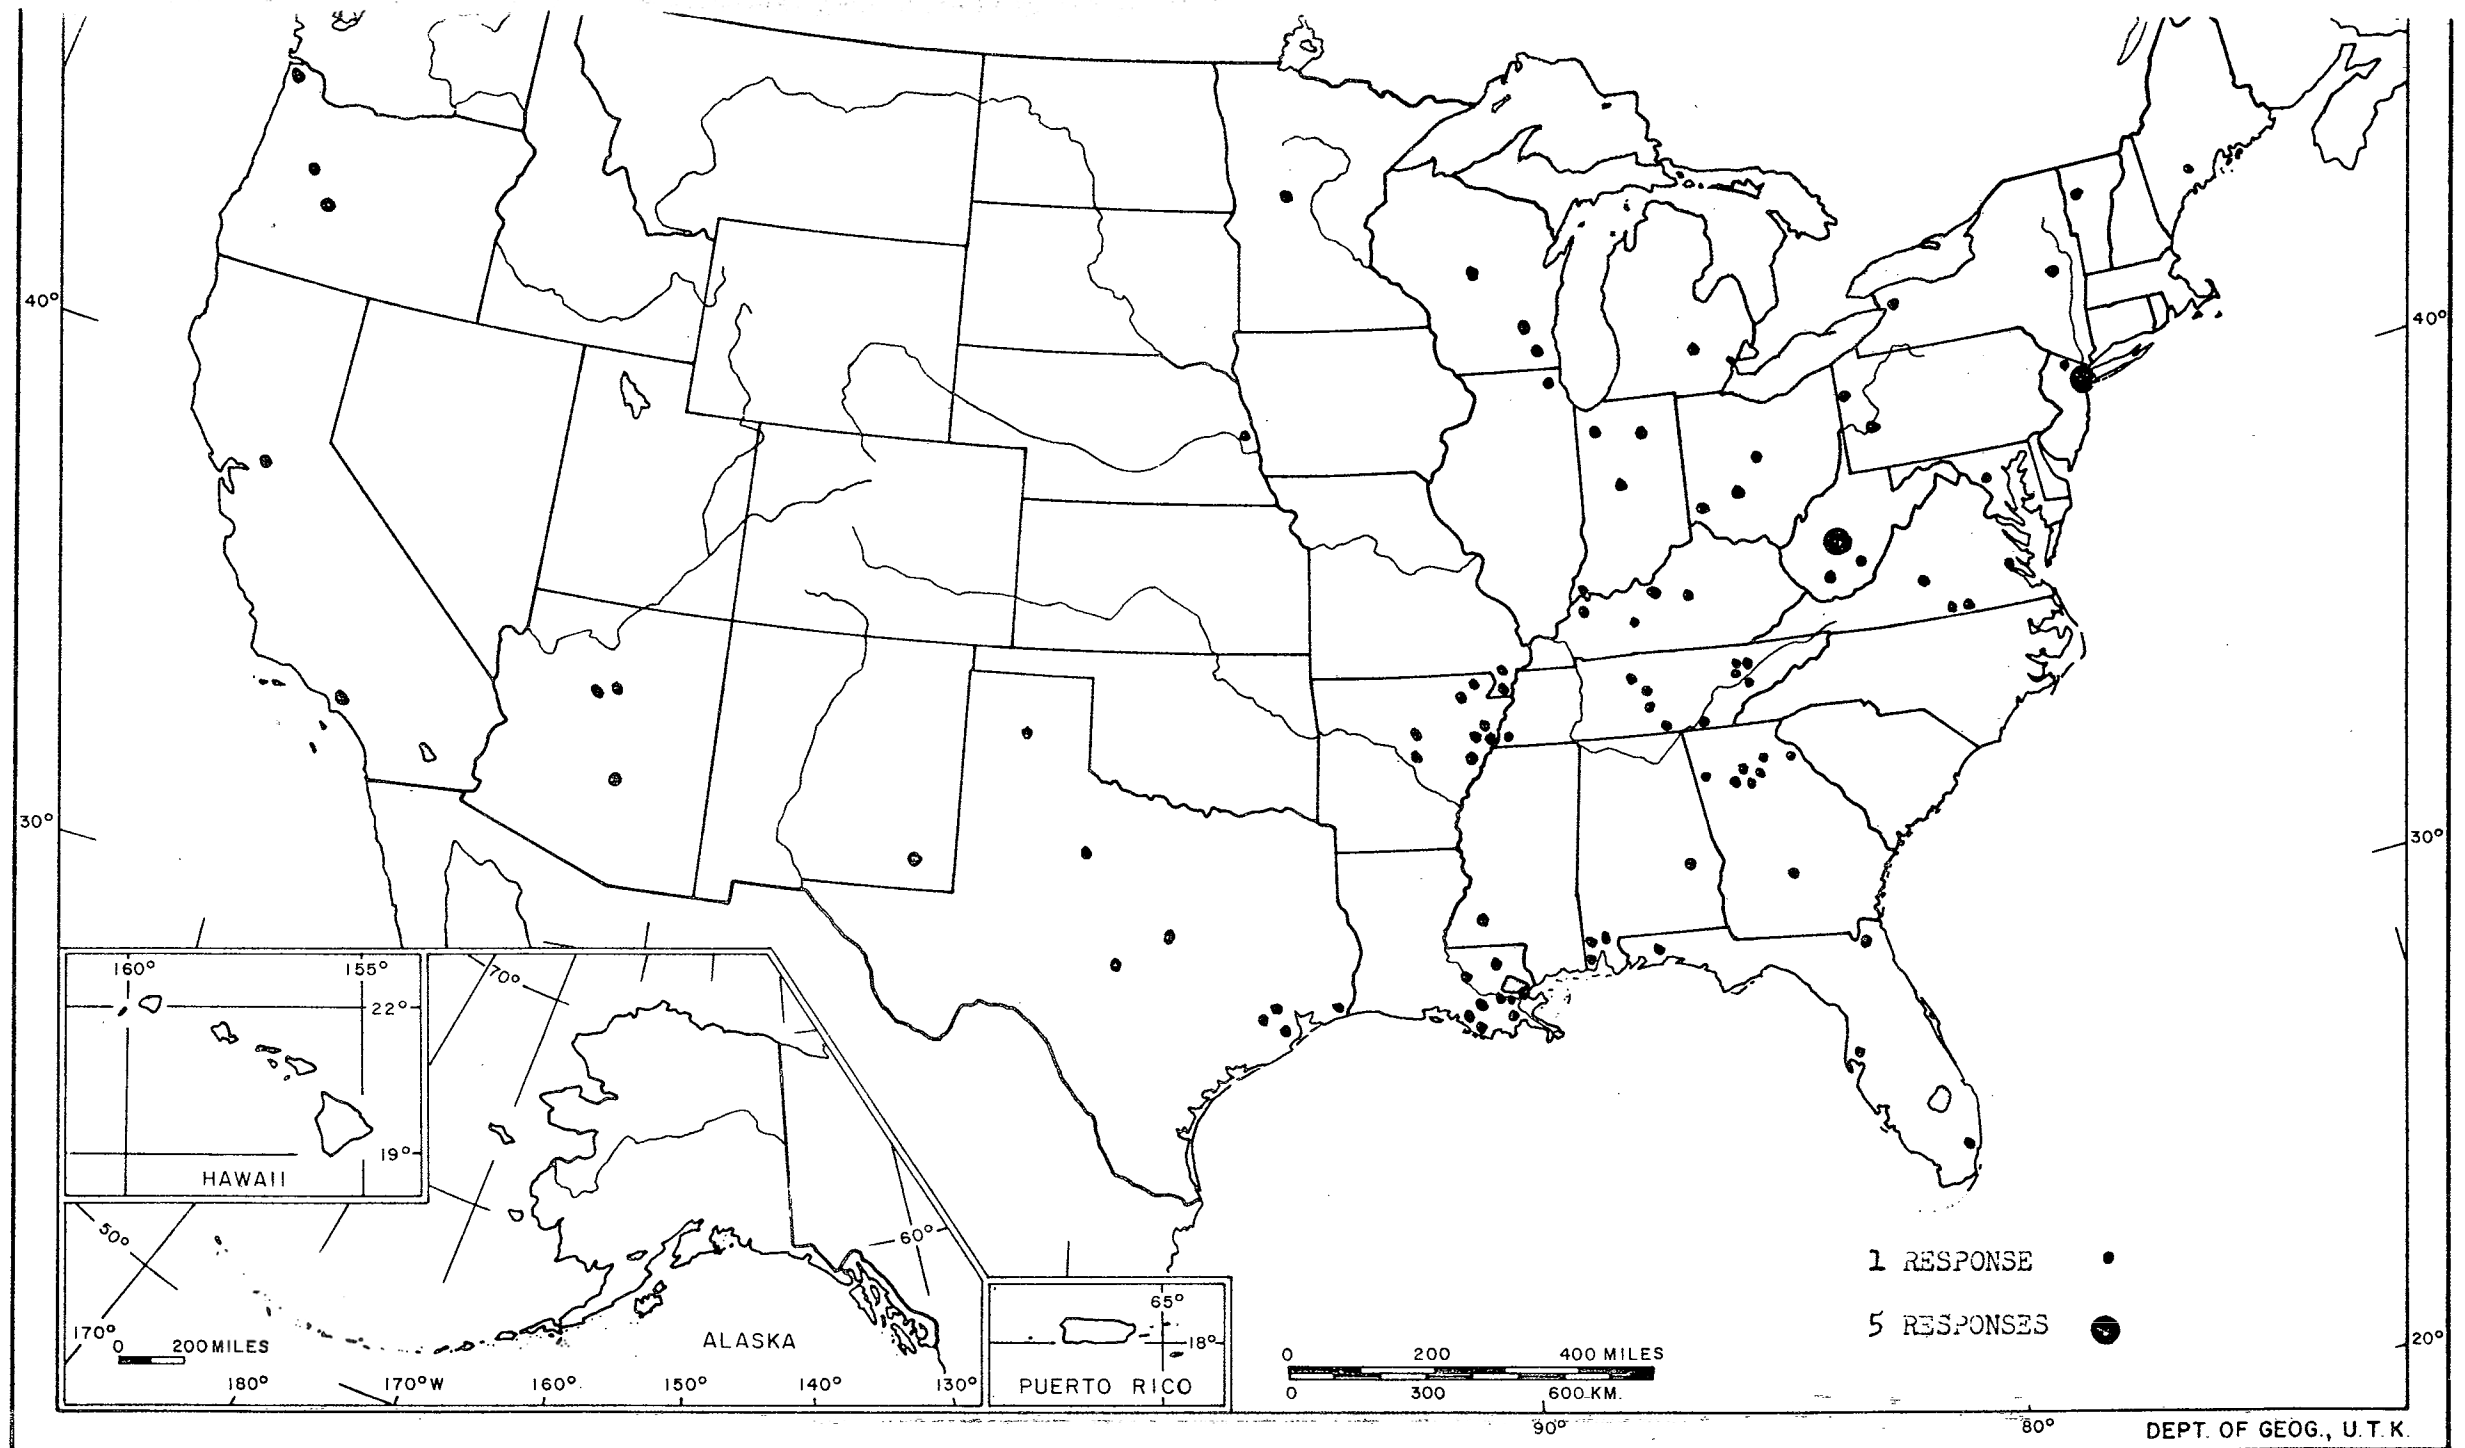 40°
40°
30°
30°
160°
155°
22°
19°
HAWAII
70°
60°
50°
170°
0 200 MILES
ALASKA
180°
170°W
160°
150°
140°
130°
65°
18°
PUERTO RICO
1 RESPONSE
5 RESPONSES
0 200 400 MILES
0 300 600 KM.
20°
90°
80°
DEPT. OF GEOG., U.T.K.